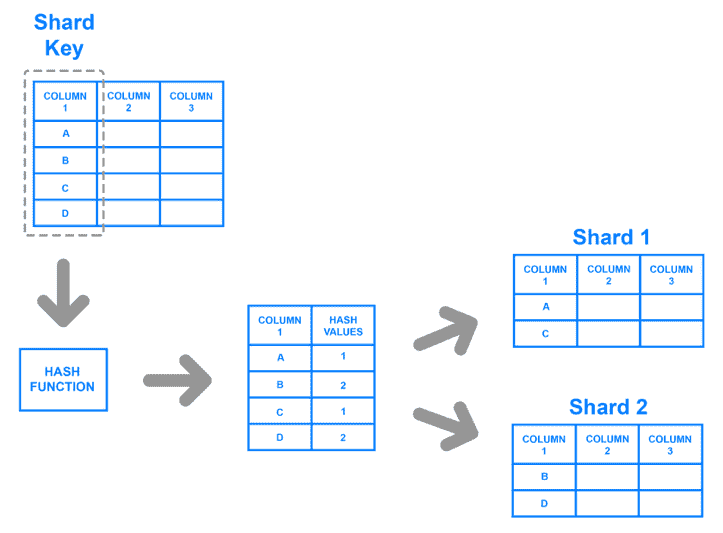 Shard
Key
COLUMN
1
COLUMN
2
COLUMN
3
A
B
C
D
HASH
FUNCTION
COLUMN
1
HASH
VALUES
A
1
B
2
C
1
D
2
Shard 1
COLUMN
1
COLUMN
2
COLUMN
3
A
C
Shard 2
COLUMN
1
COLUMN
2
COLUMN
3
B
D